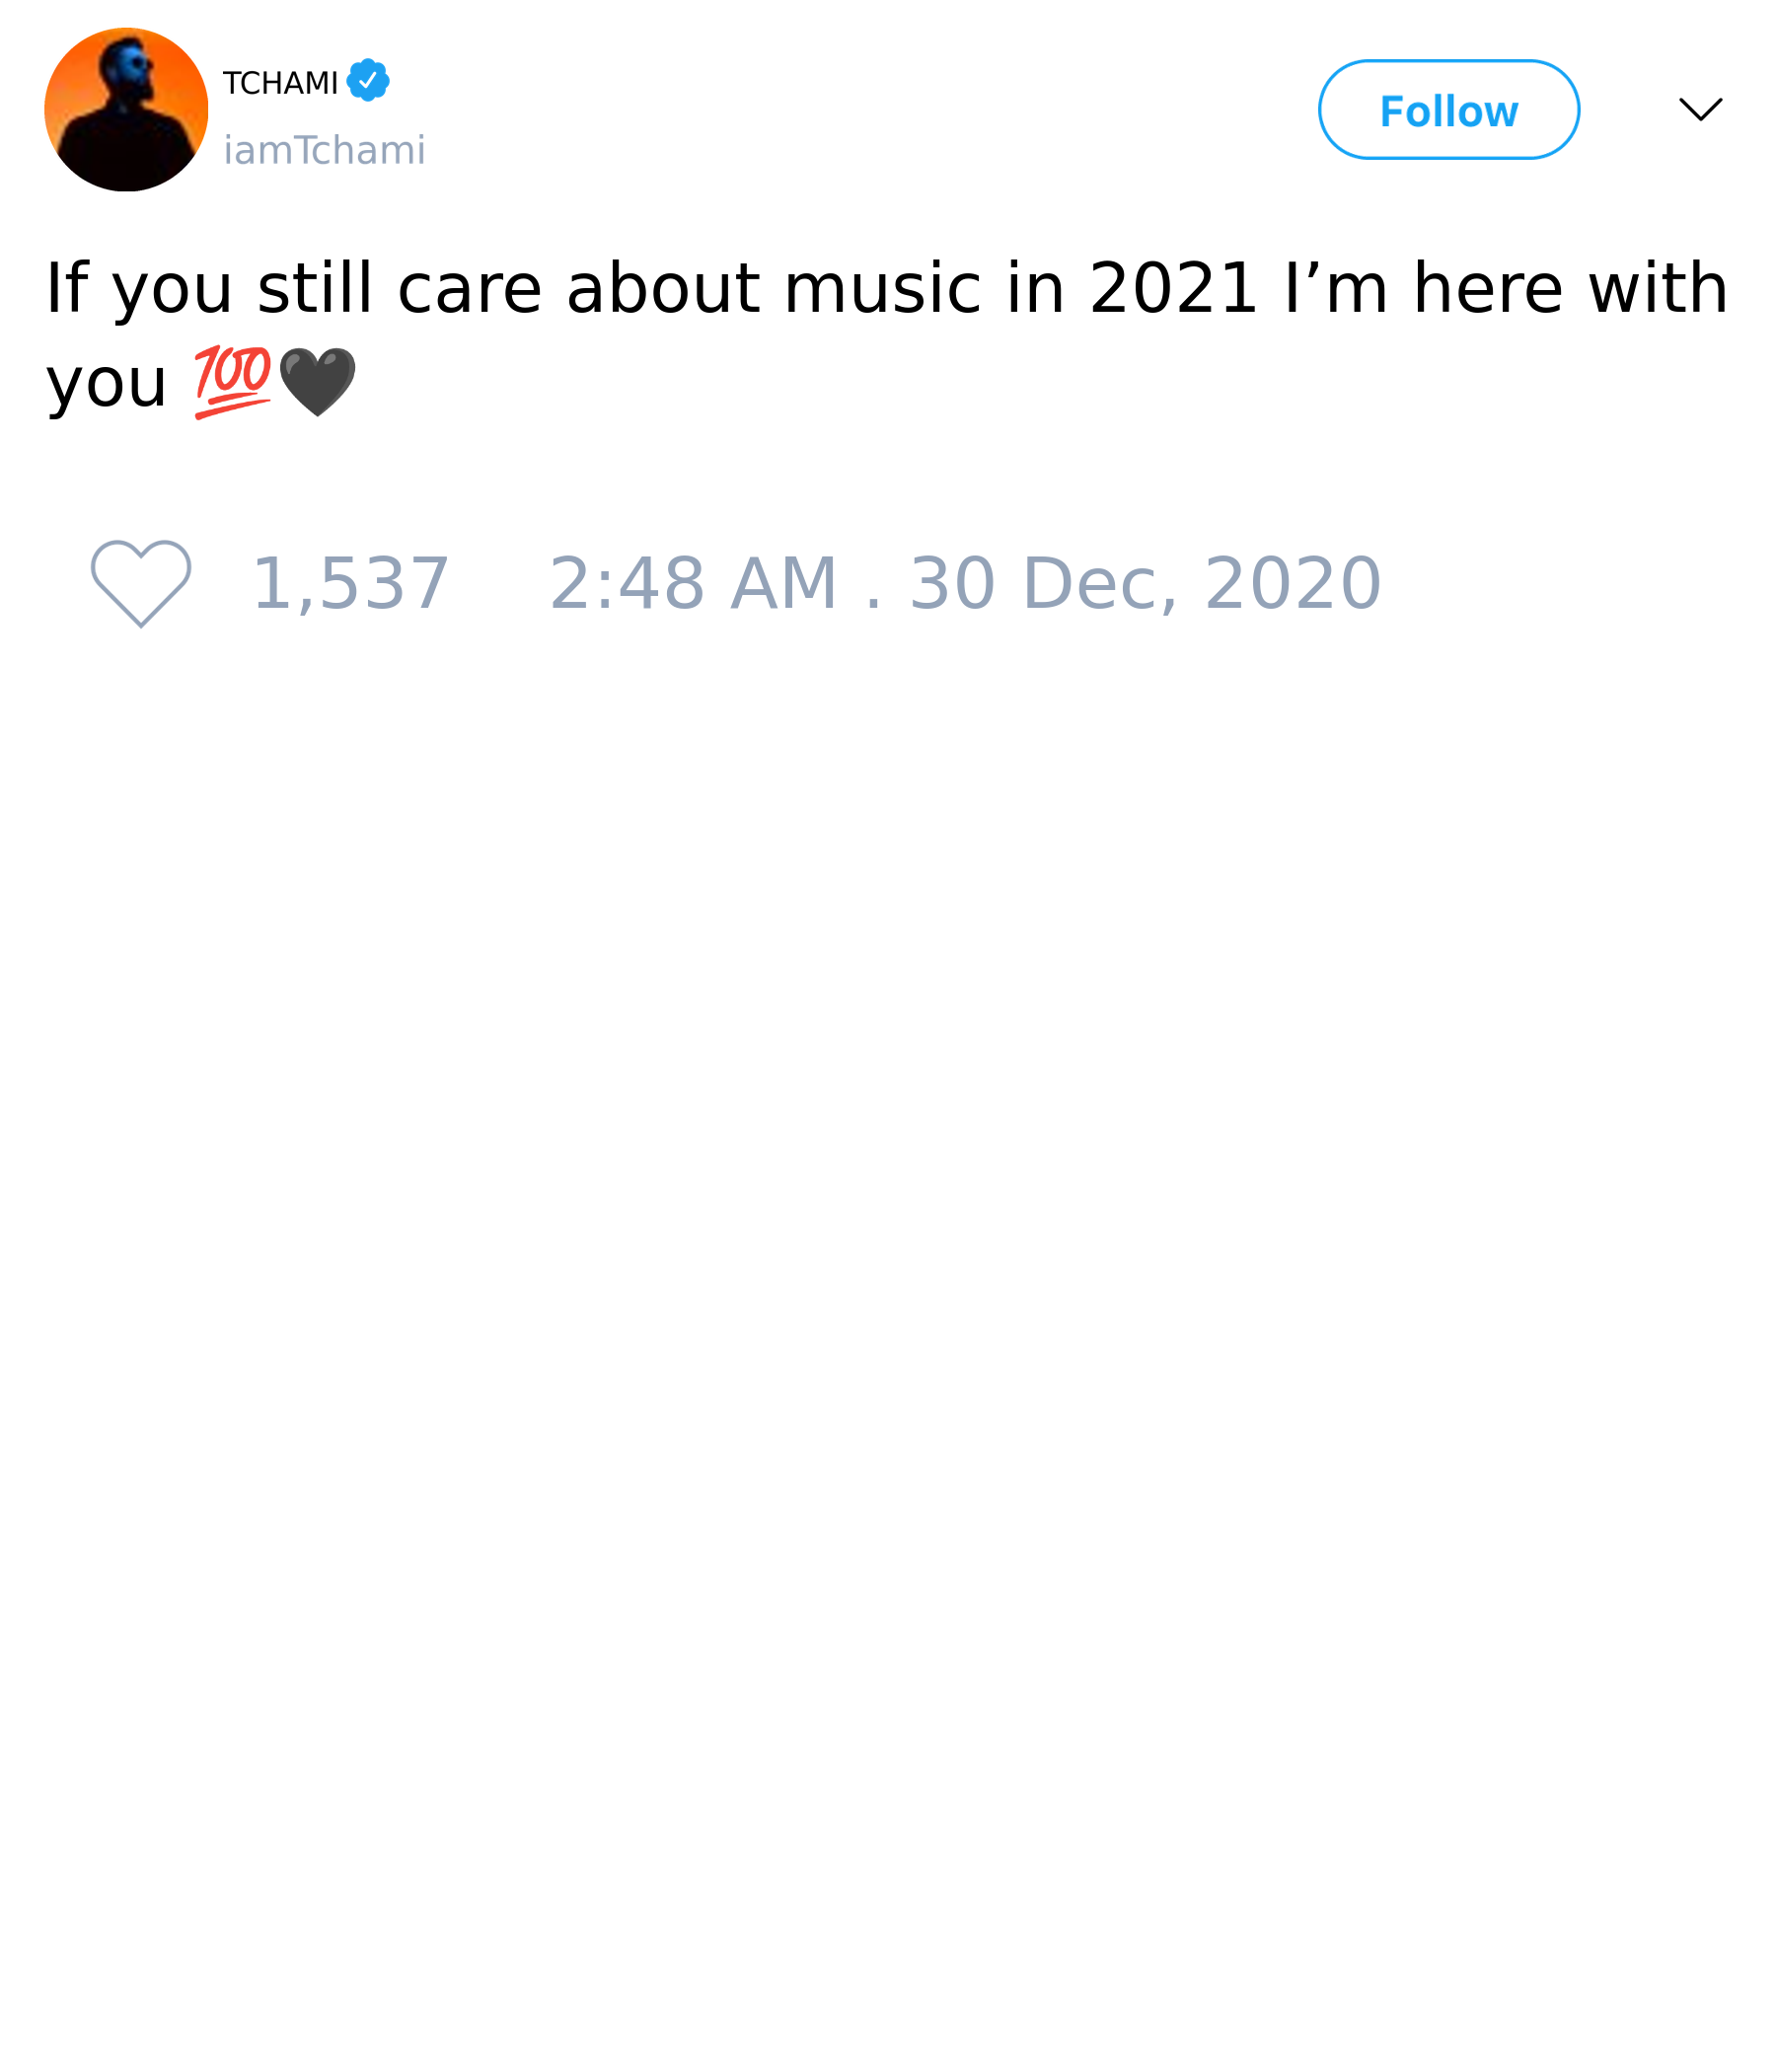 TCHAMI
iamTchami
Follow
If you still care about music in 2021 I’m here with
you 💯🖤
1,537 2:48 AM . 30 Dec, 2020